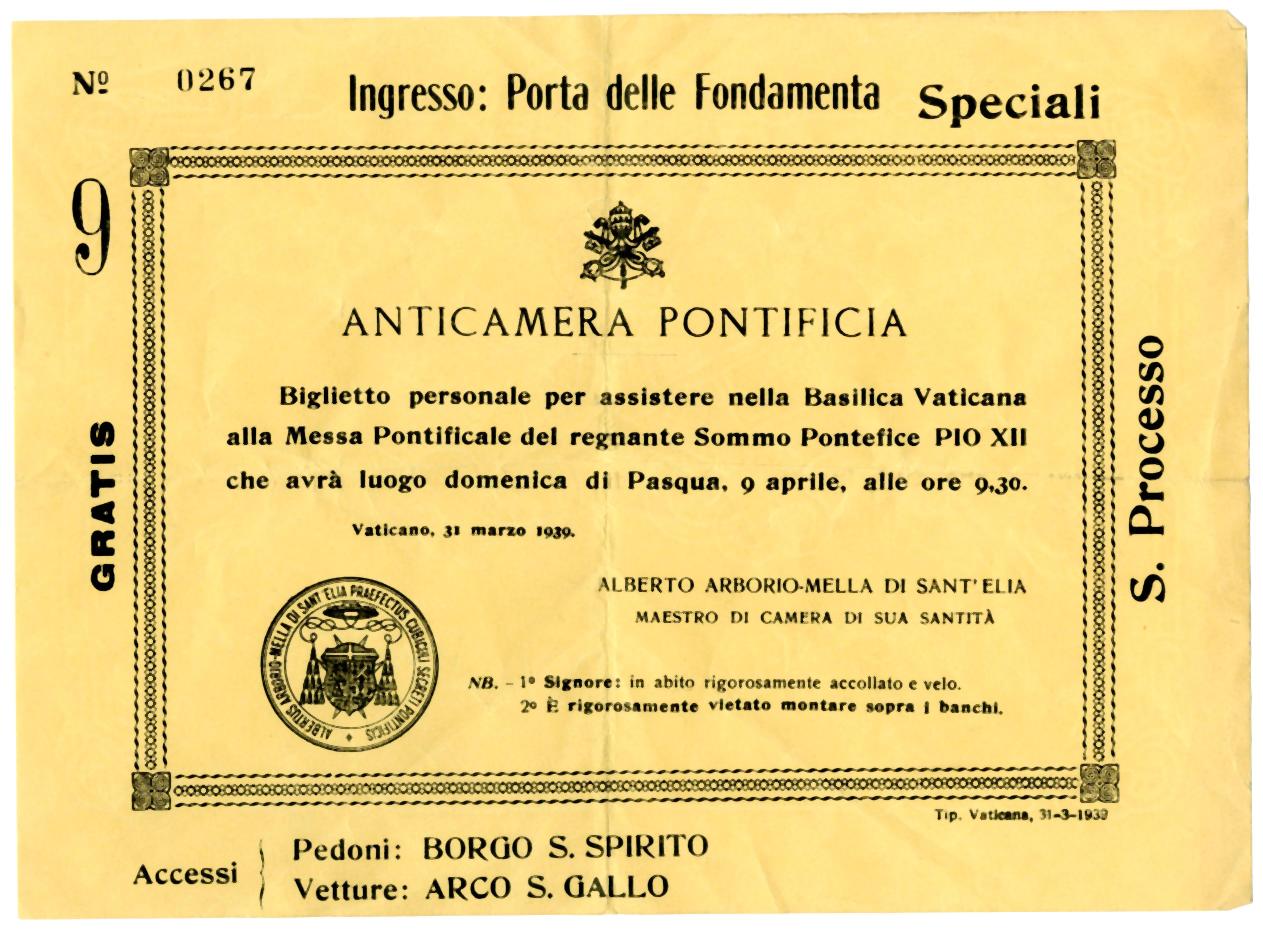 Nº 0267
Ingresso: Porta delle Fondamenta Speciali
9
GRATIS
ANTICAMERA PONTIFICIA
Biglietto personale per assistere nella Basilica Vaticana
alla Messa Pontificale del regnante Sommo Pontefice PIO XII
che avrà luogo domenica di Pasqua, 9 aprile, alle ore 9,30.
Vaticano, 31 marzo 1939.
ALBERTO ARBORIO-MELLA DI SANT'ELIA
MAESTRO DI CAMERA DI SUA SANTITÀ
ALBERTUS ARBORIO-MELLA DI SANT'ELIA PRAEFECTUS CUBICULI SECRETI PONTIFICIS
NB. - 1º Signore: in abito rigorosamente accollato e velo.
2º È rigorosamente vietato montare sopra i banchi.
S. Processo
Tip. Vaticana, 31-3-1939
Accessi
Pedoni: BORGO S. SPIRITO
Vetture: ARCO S. GALLO